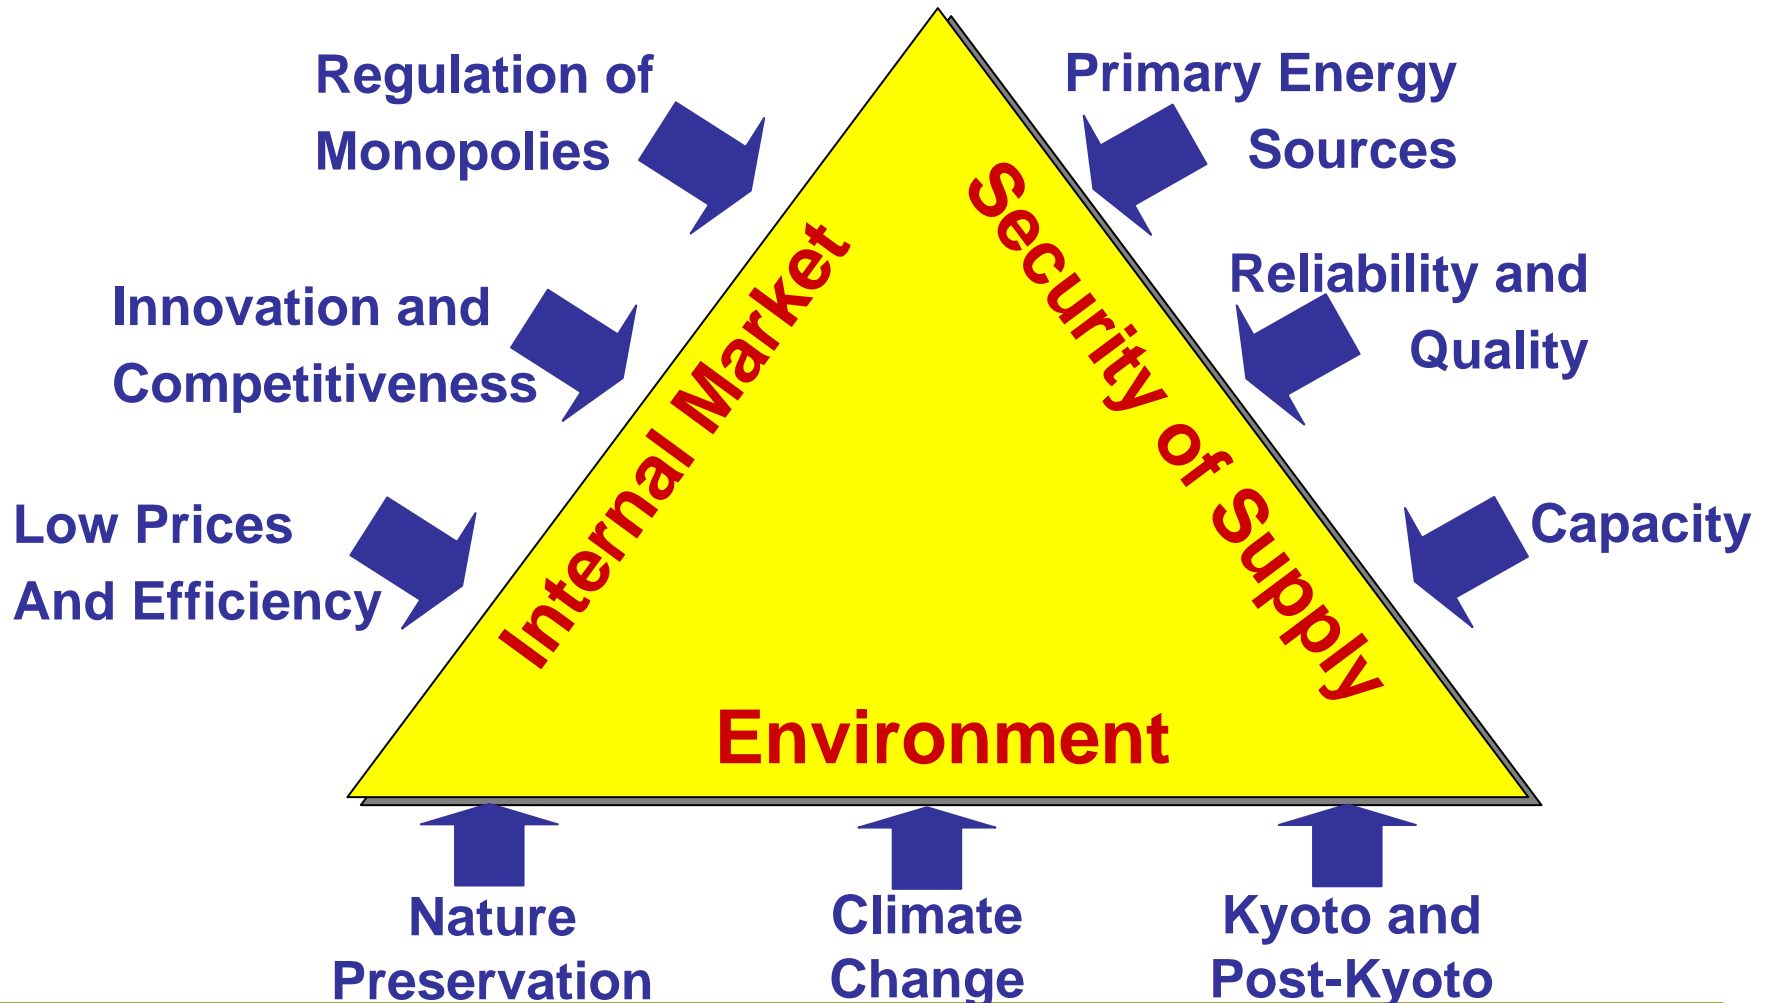 Regulation of
Monopolies
Primary Energy
Sources
Innovation and
Competitiveness
Reliability and
Quality
Low Prices
And Efficiency
Capacity
Internal Market
Security of Supply
Environment
Nature
Preservation
Climate
Change
Kyoto and
Post-Kyoto